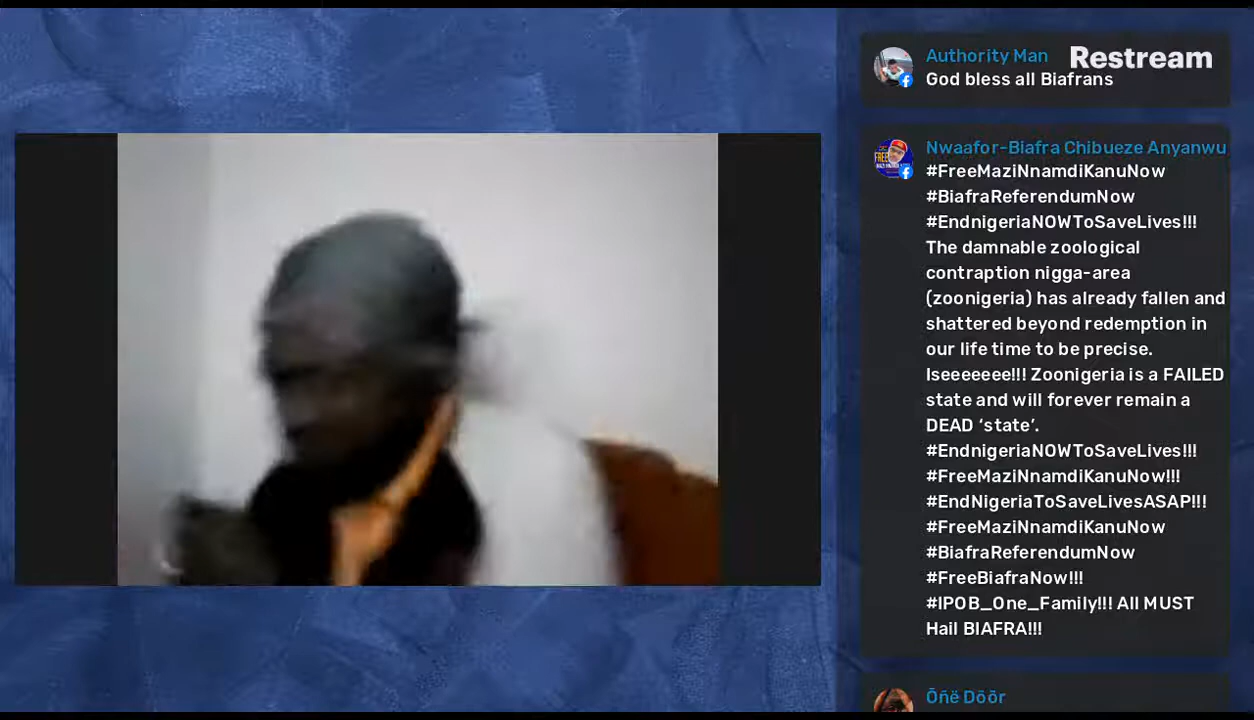 Authority Man
Restream
God bless all Biafrans
Nwaafor-Biafra Chibueze Anyanwu
#FreeMaziNnamdiKanuNow
#BiafraReferendumNow
#EndnigeriaNOWToSaveLives!!!
The damnable zoological
contraption nigga-area
(zoonigeria) has already fallen and
shattered beyond redemption in
our life time to be precise.
Iseeeeeee!!! Zoonigeria is a FAILED
state and will forever remain a
DEAD ‘state’.
#EndnigeriaNOWToSaveLives!!!
#FreeMaziNnamdiKanuNow!!!
#EndNigeriaToSaveLivesASAP!!!
#FreeMaziNnamdiKanuNow
#BiafraReferendumNow
#FreeBiafraNow!!!
#IPOB_One_Family!!! All MUST
Hail BIAFRA!!!
Õñë Dôõr